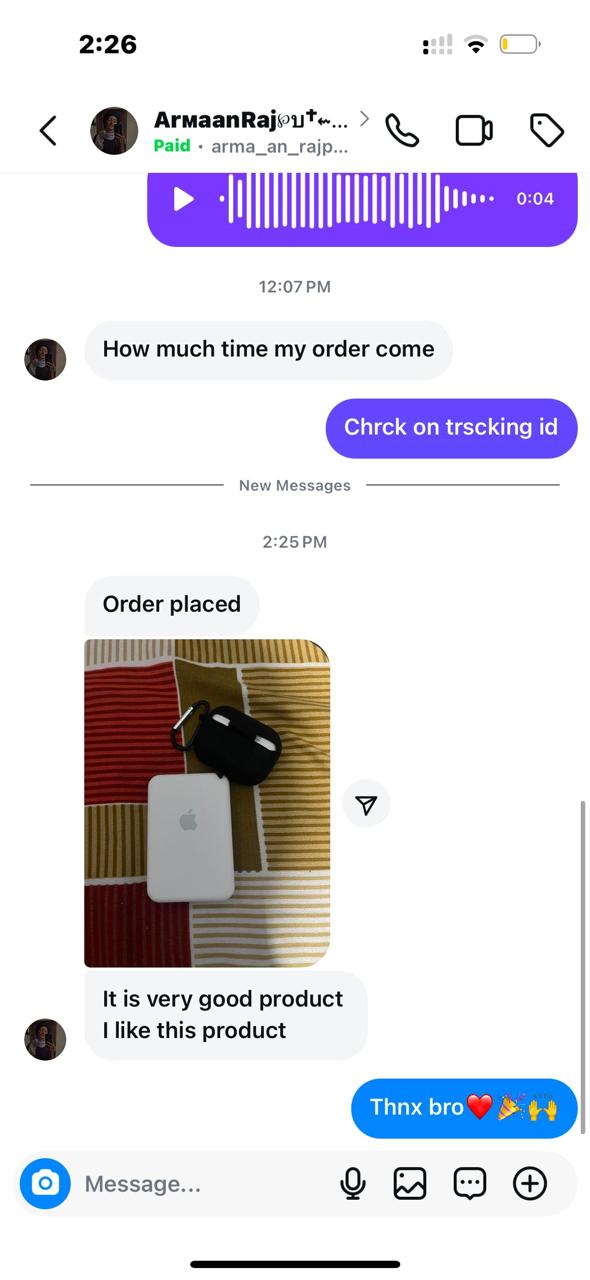 2:26
ArмaanRaj℘ນ✝︎⬳...
Paid · arma_an_rajp...
0:04
12:07 PM
How much time my order come
Chrck on trscking id
New Messages
2:25 PM
Order placed
It is very good product
I like this product
Thnx bro❤️🎉🙌
Message...